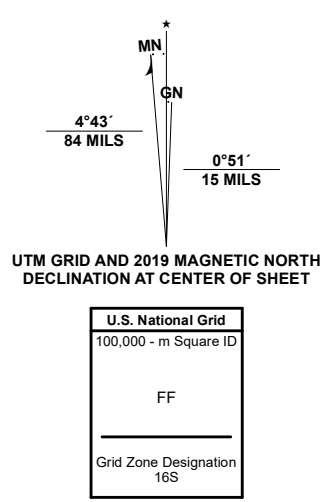 MN
GN
4°43´
84 MILS
0°51´
15 MILS
UTM GRID AND 2019 MAGNETIC NORTH
DECLINATION AT CENTER OF SHEET
U.S. National Grid
100,000 - m Square ID
FF
Grid Zone Designation
16S